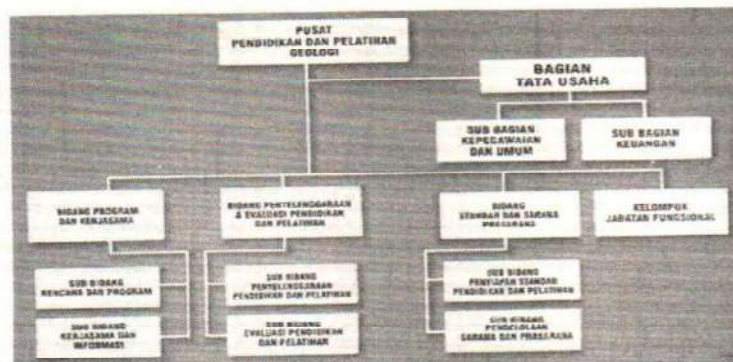 PUSAT
PENDIDIKAN DAN PELATIHAN
GEOLOGI
BAGIAN
TATA USAHA
SUB BAGIAN
KEPEGAWAIAN
DAN UMUM
SUB BAGIAN
KEUANGAN
BIDANG PROGRAM
DAN KERJASAMA
BIDANG PENYELENGGARAAN
& EVALUASI PENDIDIKAN
DAN PELATIHAN
BIDANG
STANDAR DAN SARANA
PRASARANA
KELOMPOK
JABATAN FUNGSIONAL
SUB BIDANG
RENCANA DAN PROGRAM
SUB BIDANG
PENYELENGGARAAN
PENDIDIKAN DAN PELATIHAN
SUB BIDANG
PENYIAPAN STANDAR
PENDIDIKAN DAN PELATIHAN
SUB BIDANG
KERJASAMA DAN
INFORMASI
SUB BIDANG
EVALUASI PENDIDIKAN
DAN PELATIHAN
SUB BIDANG
PENGELOLAAN
SARANA DAN PRASARANA